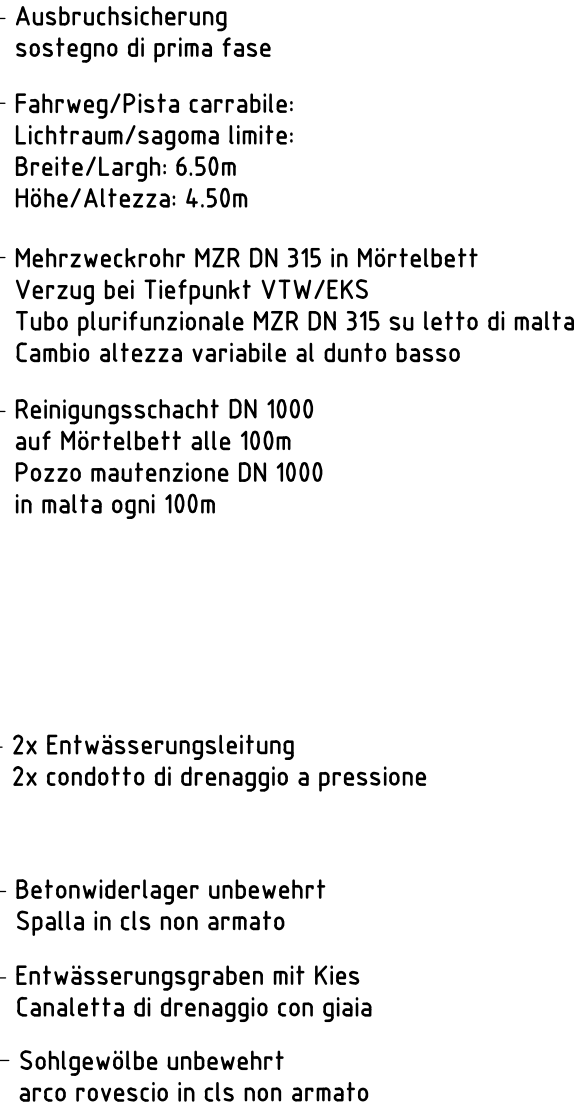 Ausbruchsicherung
sostegno di prima fase
Fahrweg/Pista carrabile:
Lichtraum/sagoma limite:
Breite/Largh: 6.50m
Höhe/Altezza: 4.50m
Mehrzweckrohr MZR DN 315 in Mörtelbett
Verzug bei Tiefpunkt VTW/EKS
Tubo plurifunzionale MZR DN 315 su letto di malta
Cambio altezza variabile al dunto basso
Reinigungsschacht DN 1000
auf Mörtelbett alle 100m
Pozzo mautenzione DN 1000
in malta ogni 100m
2x Entwässerungsleitung
2x condotto di drenaggio a pressione
Betonwiderlager unbewehrt
Spalla in cls non armato
Entwässerungsgraben mit Kies
Canaletta di drenaggio con giaia
Sohlgewölbe unbewehrt
arco rovescio in cls non armato